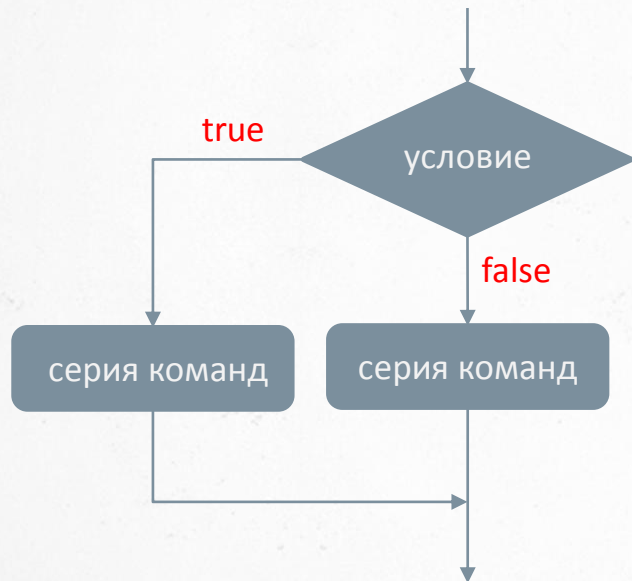 true
условие
false
серия команд
серия команд